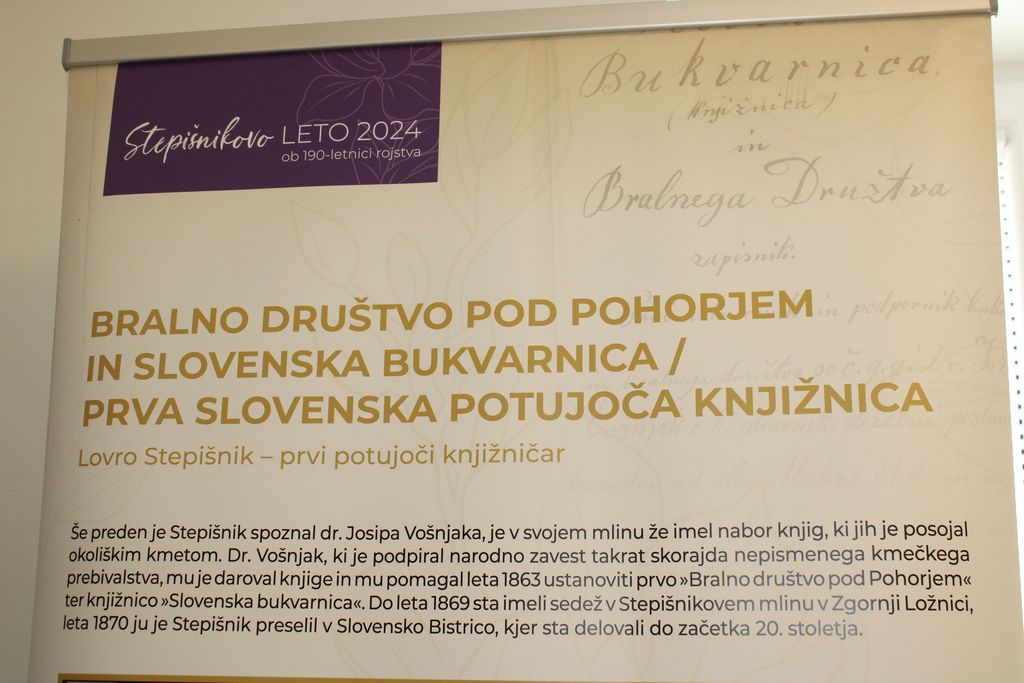 Bukvarnica,
(Knjižnica)
in
Bralnega Društva
zapisnik.
in podpernik
Stepišnikovo LETO 2024
ob 190-letnici rojstva
BRALNO DRUŠTVO POD POHORJEM
IN SLOVENSKA BUKVARNICA /
PRVA SLOVENSKA POTUJOČA KNJIŽNICA
Lovro Stepišnik – prvi potujoči knjižničar
Še preden je Stepišnik spoznal dr. Josipa Vošnjaka, je v svojem mlinu že imel nabor knjig, ki jih je posojal
okoliškim kmetom. Dr. Vošnjak, ki je podpiral narodno zavest takrat skorajda nepismenega kmečkega
prebivalstva, mu je daroval knjige in mu pomagal leta 1863 ustanoviti prvo »Bralno društvo pod Pohorjem«
ter knjižnico »Slovenska bukvarnica«. Do leta 1869 sta imeli sedež v Stepišnikovem mlinu v Zgornji Ložnici,
leta 1870 ju je Stepišnik preselil v Slovensko Bistrico, kjer sta delovali do začetka 20. stoletja.